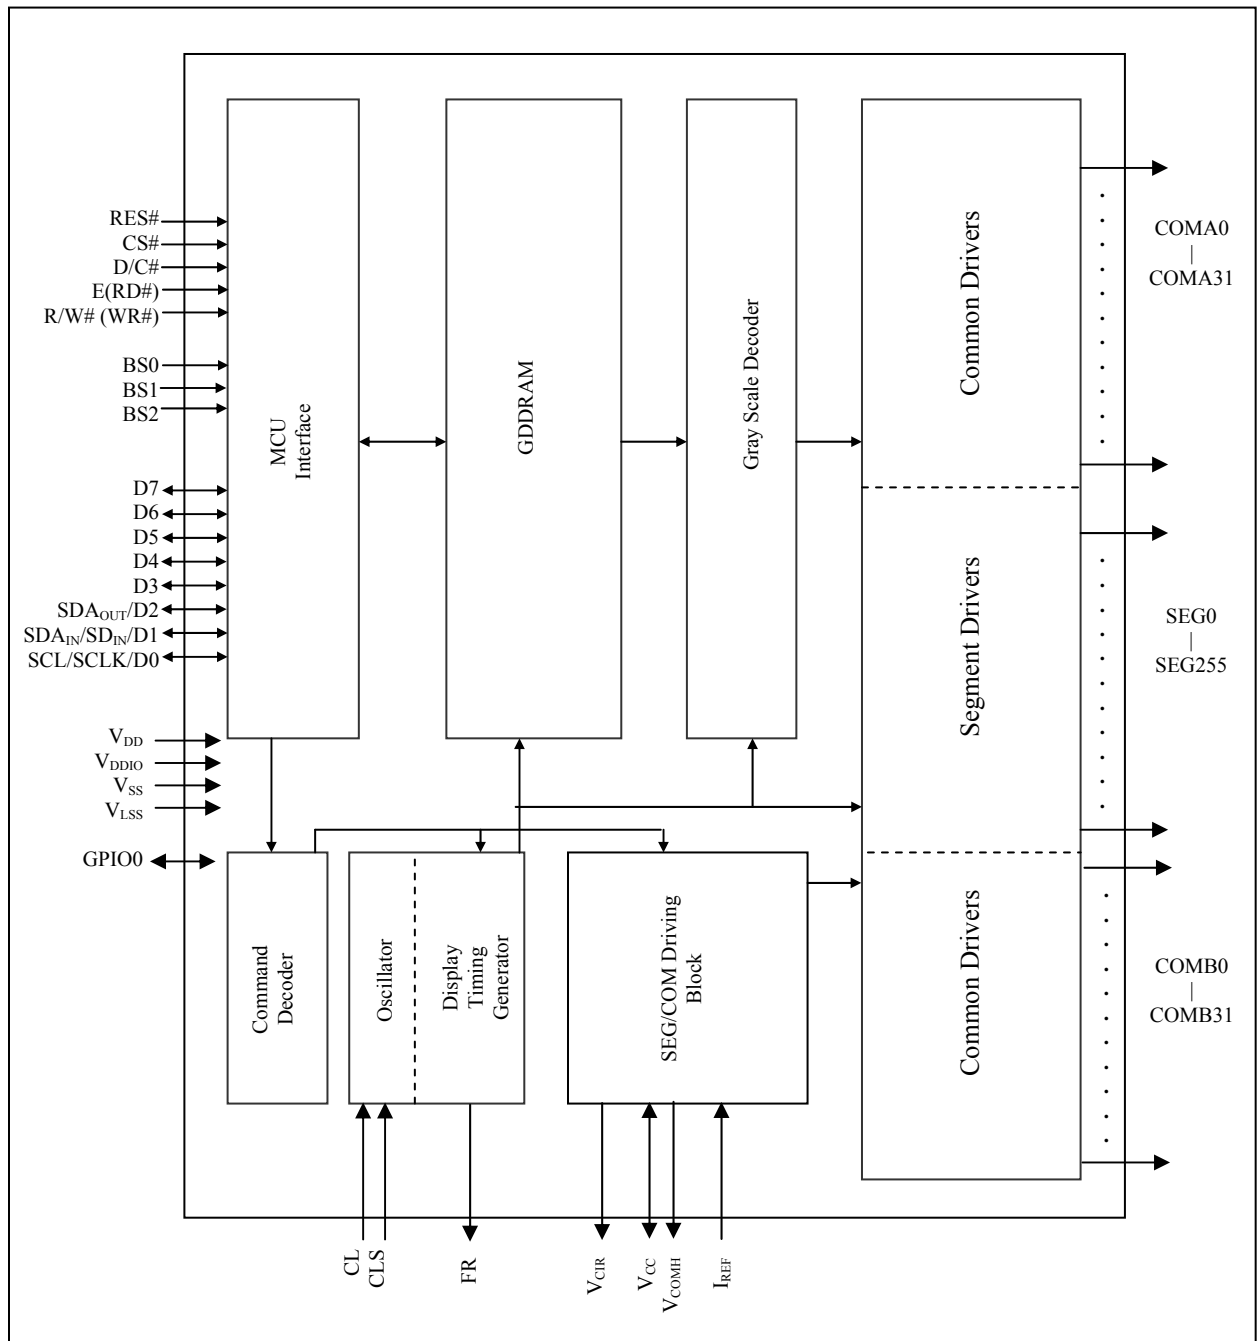 RES#
CS#
D/C#
E(RD#)
R/W# (WR#)
BS0
BS1
BS2
D7
D6
D5
D4
D3
SDAOUT/D2
SDAIN/SDIN/D1
SCL/SCLK/D0
VDD
VDDIO
VSS
VLSS
GPIO0
MCU
Interface
GDDRAM
Gray Scale Decoder
Common Drivers
Segment Drivers
Common Drivers
Command
Decoder
Oscillator
Display
Timing
Generator
SEG/COM Driving
Block
COMA0
|
COMA31
SEG0
|
SEG255
COMB0
|
COMB31
CL
CLS
FR
VCIR
VCC
VCOMH
IREF